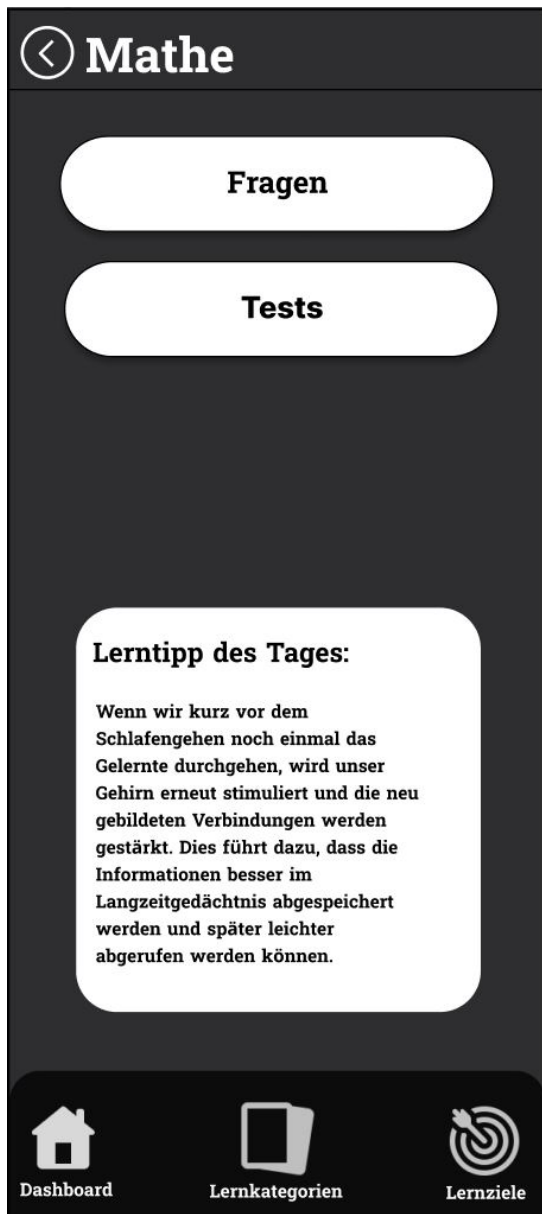 Mathe
Fragen
Tests
Lerntipp des Tages:
Wenn wir kurz vor dem
Schlafengehen noch einmal das
Gelernte durchgehen, wird unser
Gehirn erneut stimuliert und die neu
gebildeten Verbindungen werden
gestärkt. Dies führt dazu, dass die
Informationen besser im
Langzeitgedächtnis abgespeichert
werden und später leichter
abgerufen werden können.
Dashboard
Lernkategorien
Lernziele